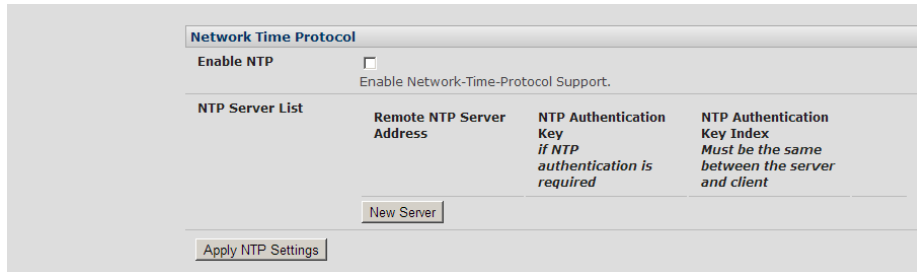 Network Time Protocol
Enable NTP
Enable Network-Time-Protocol Support.
NTP Server List
Remote NTP Server
Address
NTP Authentication
Key
if NTP
authentication is
required
NTP Authentication
Key Index
Must be the same
between the server
and client
New Server
Apply NTP Settings